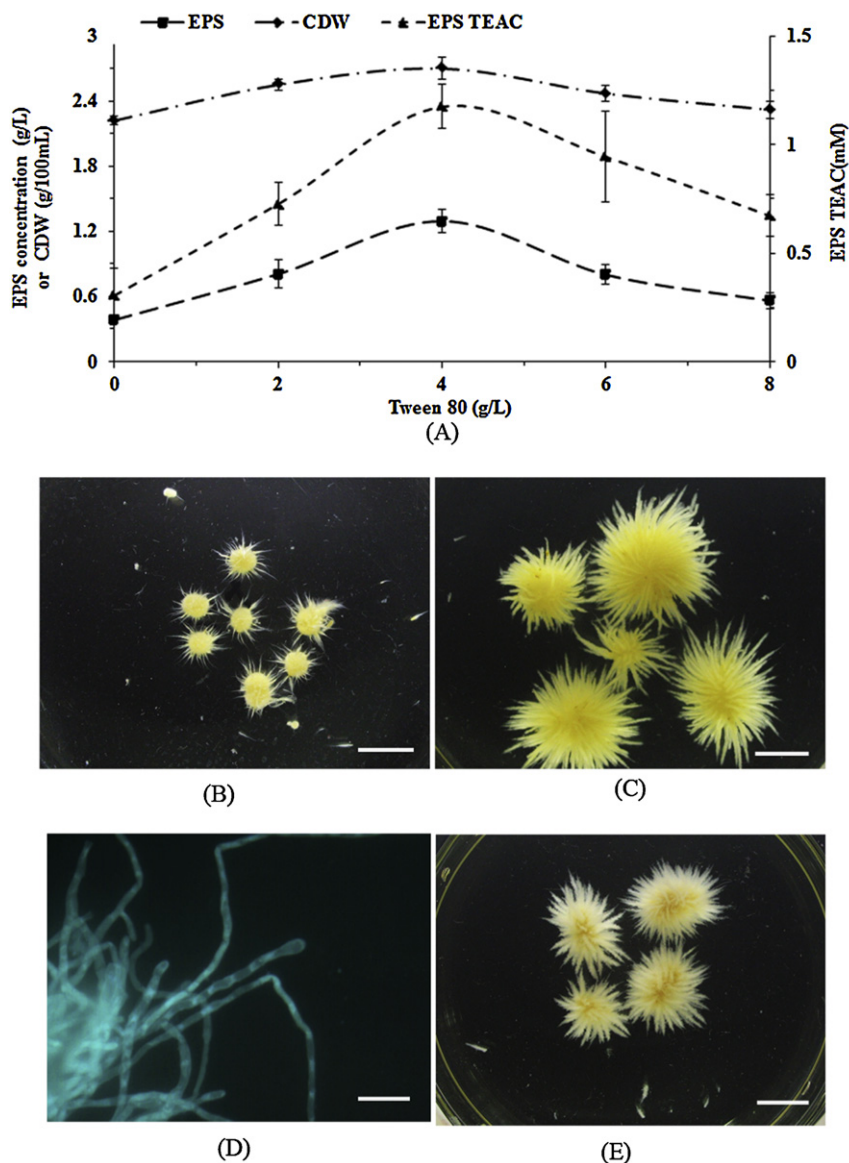 EPS CDW EPS TEAC
3
2.4
1.8
1.2
0.6
0
EPS concentration (g/L)
or CDW (g/100mL)
1.5
1
0.5
0
EPS TEAC(mM)
0 2 4 6 8
Tween 80 (g/L)
(A)
(B)
(C)
(D)
(E)